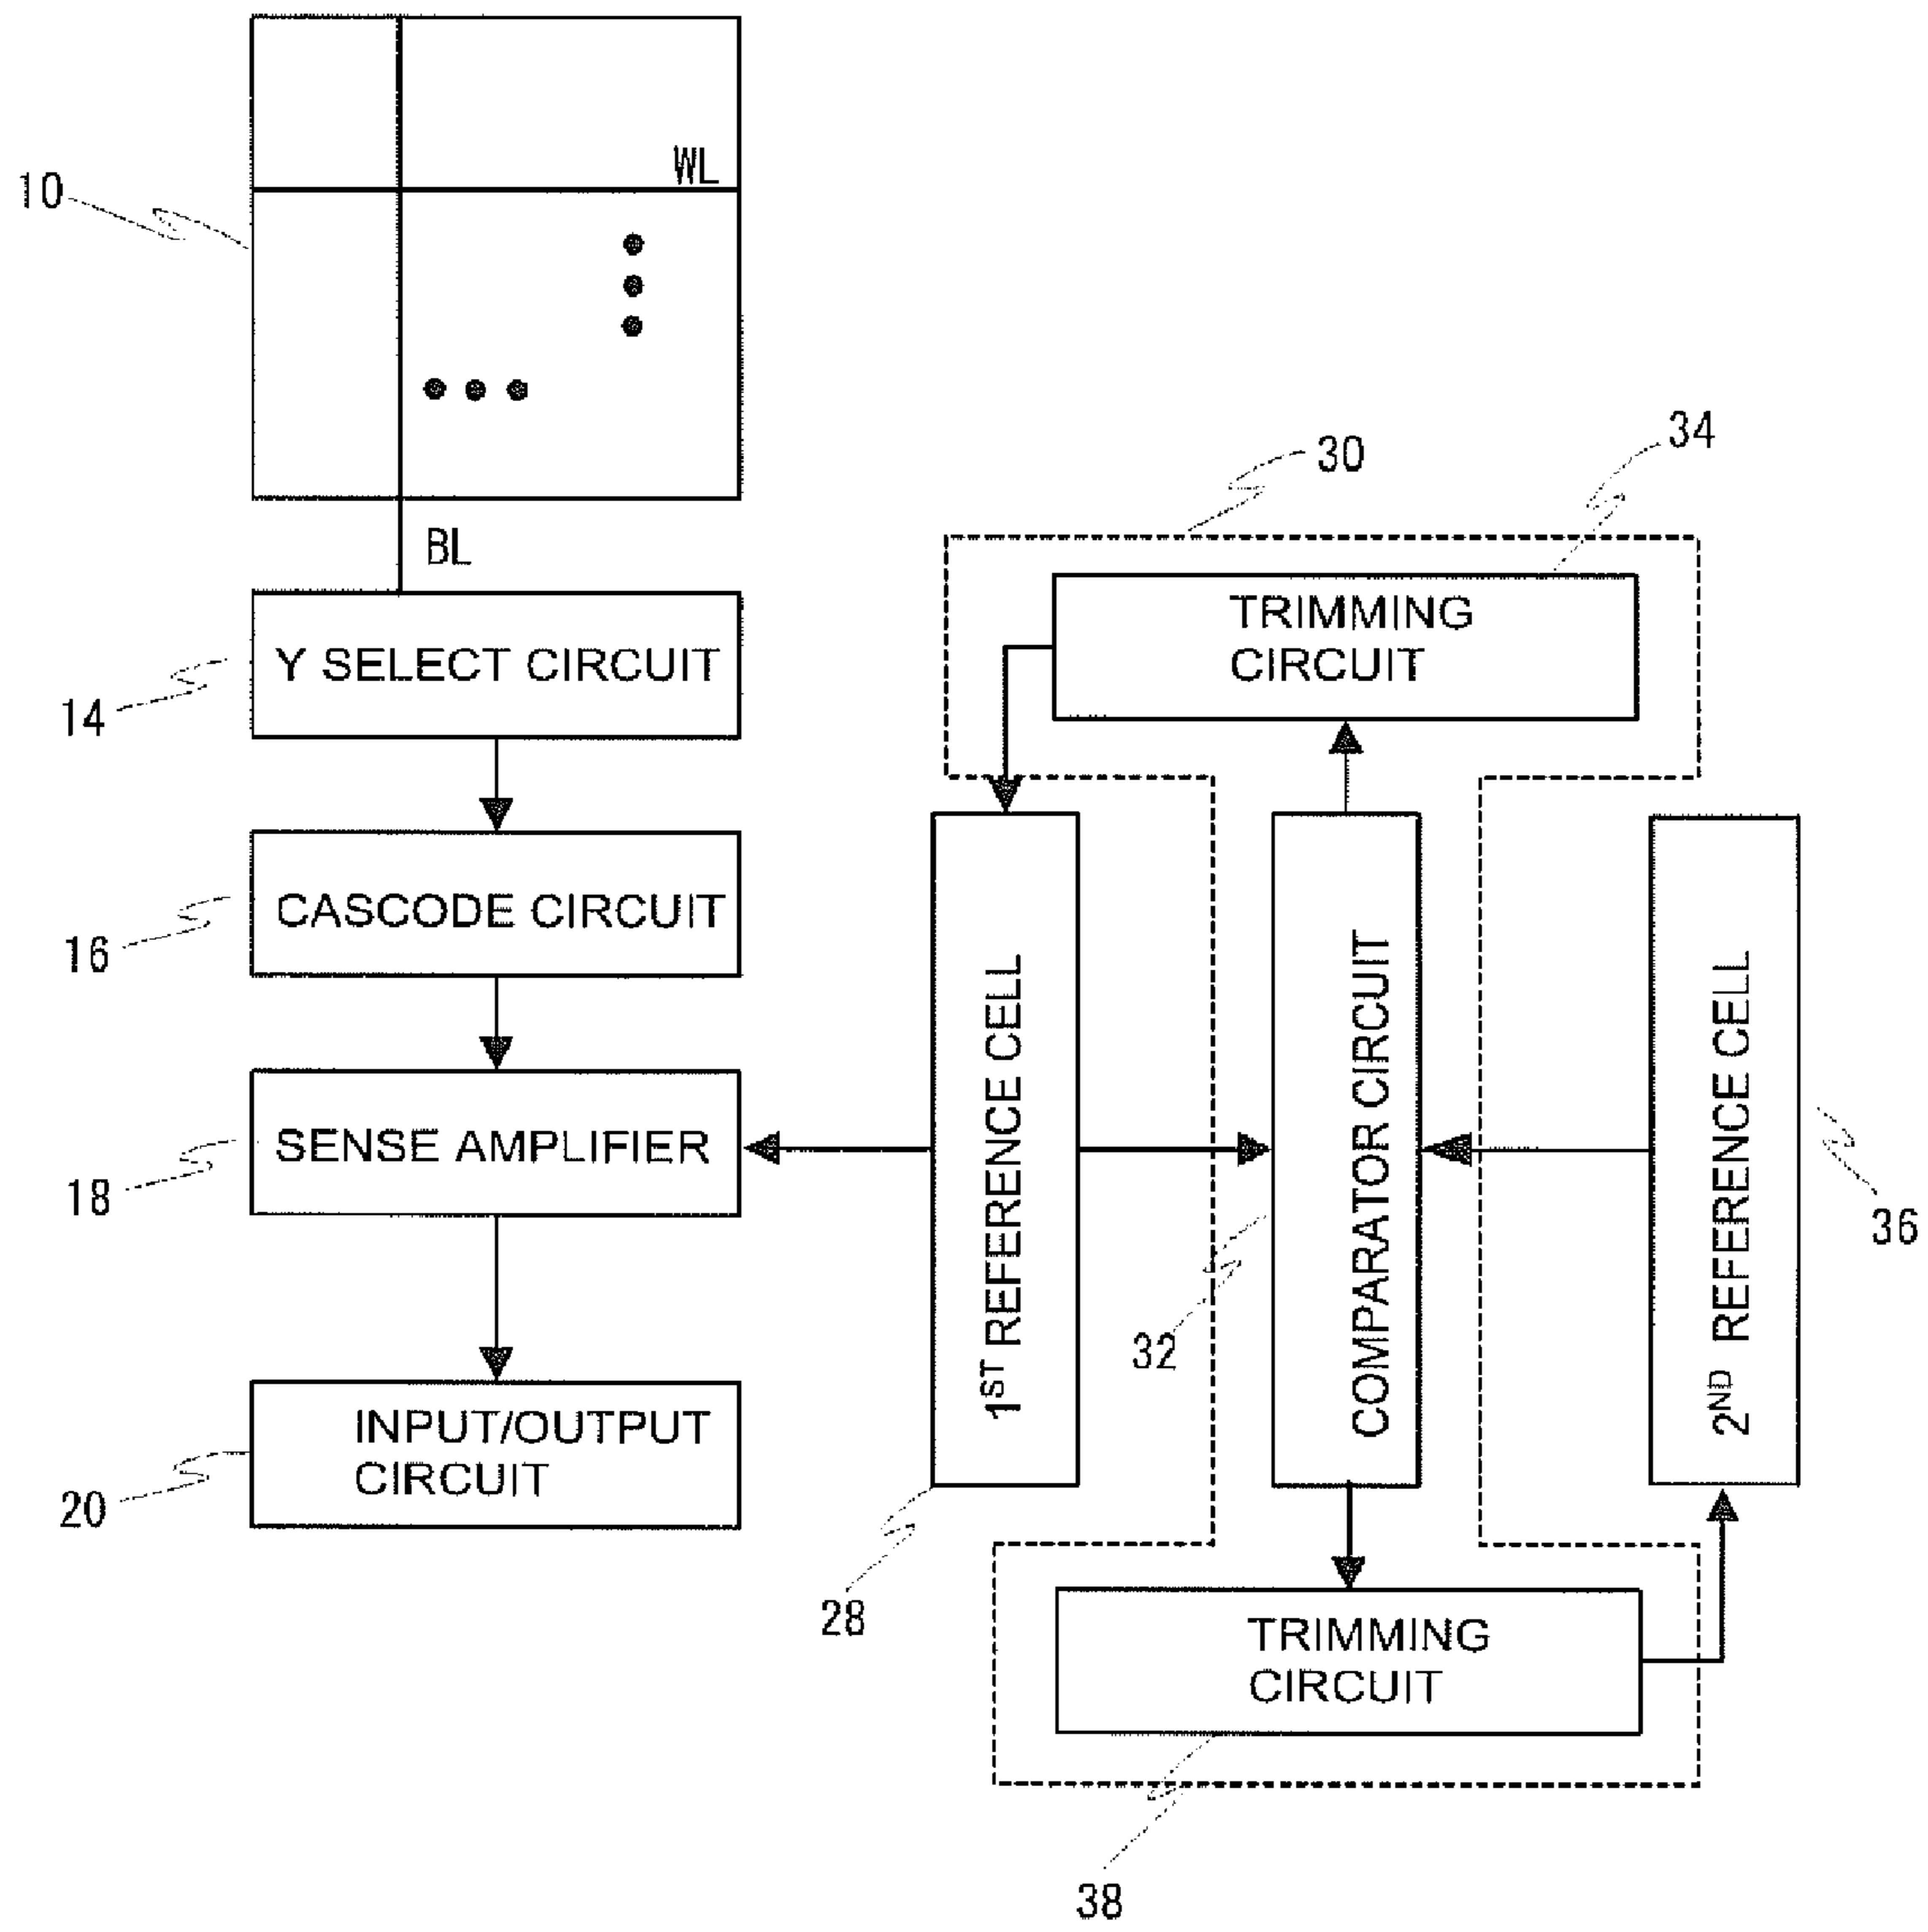 WL
10
BL
Y SELECT CIRCUIT
14
CASCODE CIRCUIT
16
SENSE AMPLIFIER
18
INPUT/OUTPUT
CIRCUIT
20
30
34
TRIMMING
CIRCUIT
1ST REFERENCE CELL
28
COMPARATOR CIRCUIT
32
2ND REFERENCE CELL
36
TRIMMING
CIRCUIT
38